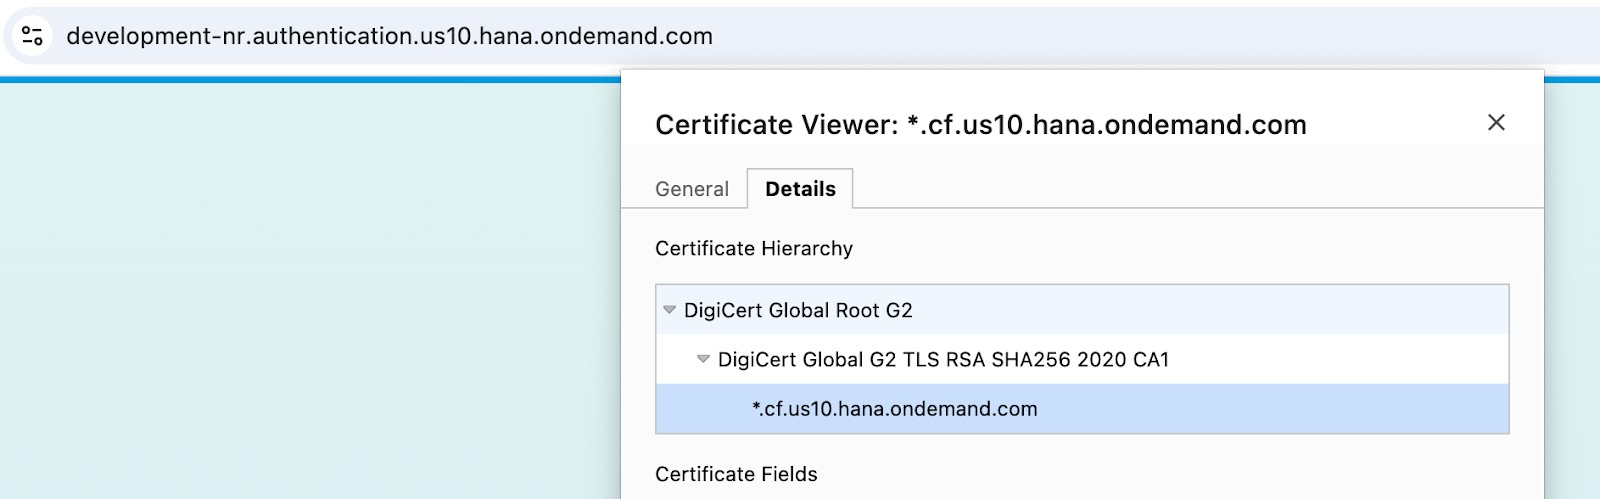 development-nr.authentication.us10.hana.ondemand.com
Certificate Viewer: *.cf.us10.hana.ondemand.com
General Details
Certificate Hierarchy
DigiCert Global Root G2
DigiCert Global G2 TLS RSA SHA256 2020 CA1
*.cf.us10.hana.ondemand.com
Certificate Fields